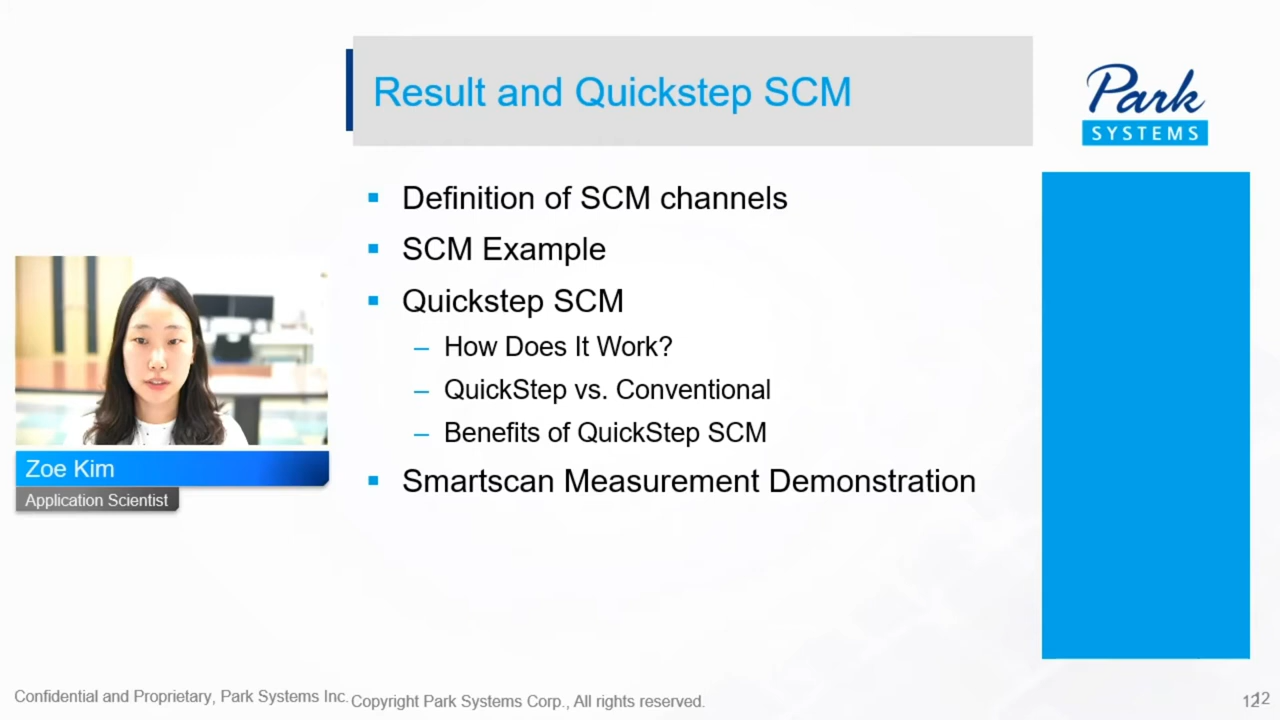 Result and Quickstep SCM
Park
SYSTEMS
Definition of SCM channels
SCM Example
Quickstep SCM
– How Does It Work?
– QuickStep vs. Conventional
– Benefits of QuickStep SCM
Smartscan Measurement Demonstration
Zoe Kim
Application Scientist
Confidential and Proprietary, Park Systems Inc.
Copyright Park Systems Corp., All rights reserved.
12
12